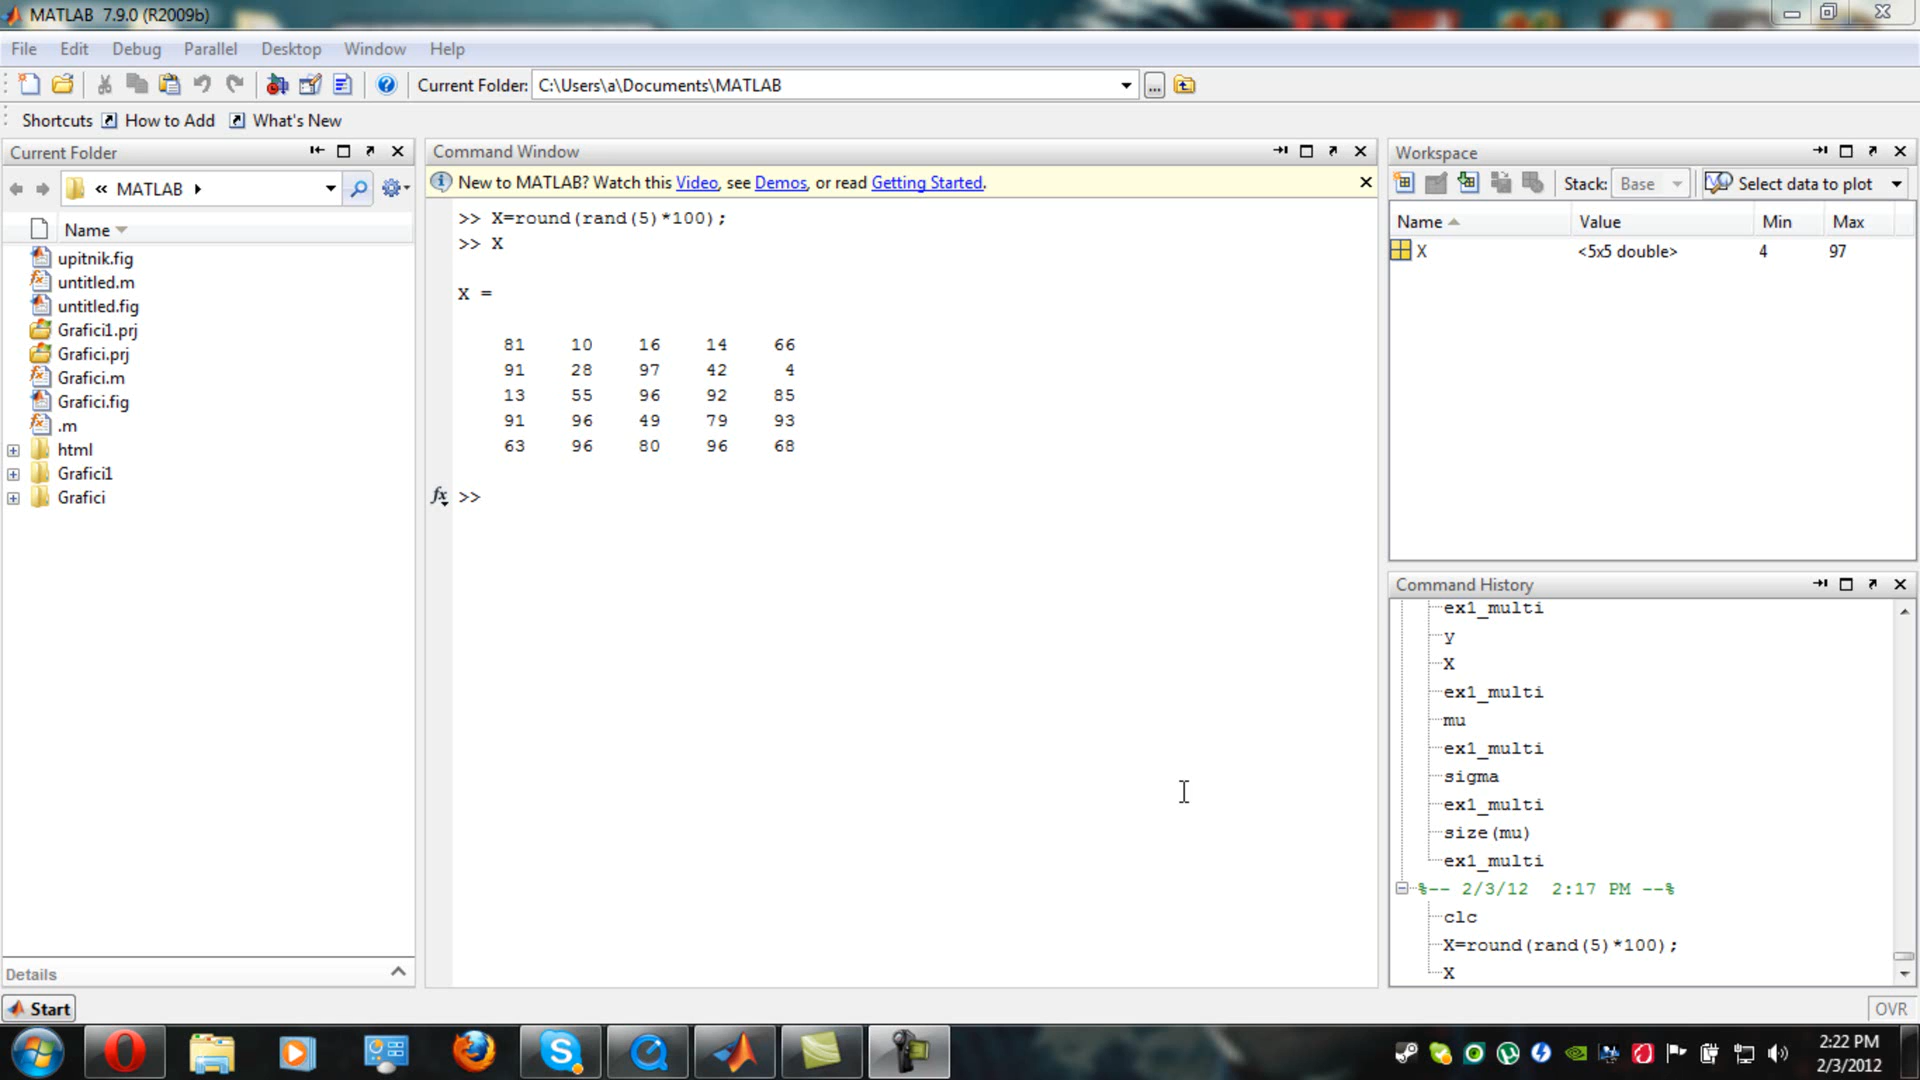 MATLAB 7.9.0 (R2009b)
File Edit Debug Parallel Desktop Window Help
Current Folder: C:\Users\a\Documents\MATLAB ...
Shortcuts How to Add What's New
Current Folder
« MATLAB
Name
upitnik.fig
untitled.m
untitled.fig
Grafici1.prj
Grafici.prj
Grafici.m
Grafici.fig
.m
html
Grafici1
Grafici
Details
Command Window
New to MATLAB? Watch this Video, see Demos, or read Getting Started.
>> X=round(rand(5)*100);
>> X
X =
81 10 16 14 66
91 28 97 42 4
13 55 96 92 85
91 96 49 79 93
63 96 80 96 68
fx >>
Workspace
Stack: Base Select data to plot
Name Value Min Max
X <5x5 double> 4 97
Command History
ex1_multi
y
X
ex1_multi
mu
ex1_multi
sigma
ex1_multi
size(mu)
ex1_multi
%-- 2/3/12 2:17 PM --%
clc
X=round(rand(5)*100);
X
Start
OVR
2:22 PM
2/3/2012